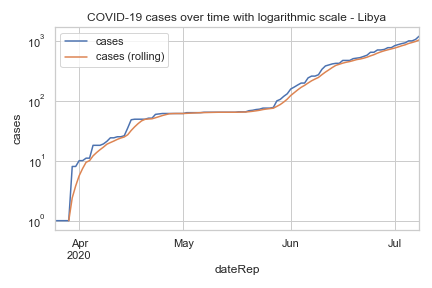 COVID-19 cases over time with logarithmic scale - Libya
cases
cases (rolling)
10³
10²
10¹
10⁰
cases
Apr
2020
May
Jun
Jul
dateRep